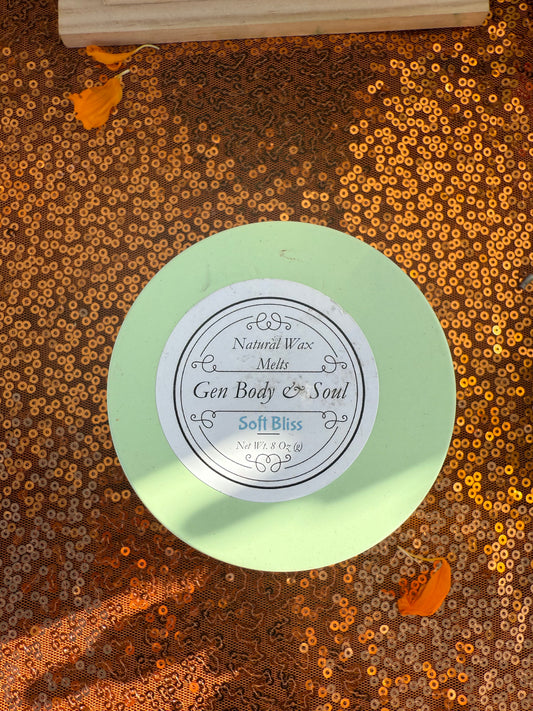 Natural Wax
Melts
Gen Body & Soul
Soft Bliss
Net Wt. 8 Oz (g)